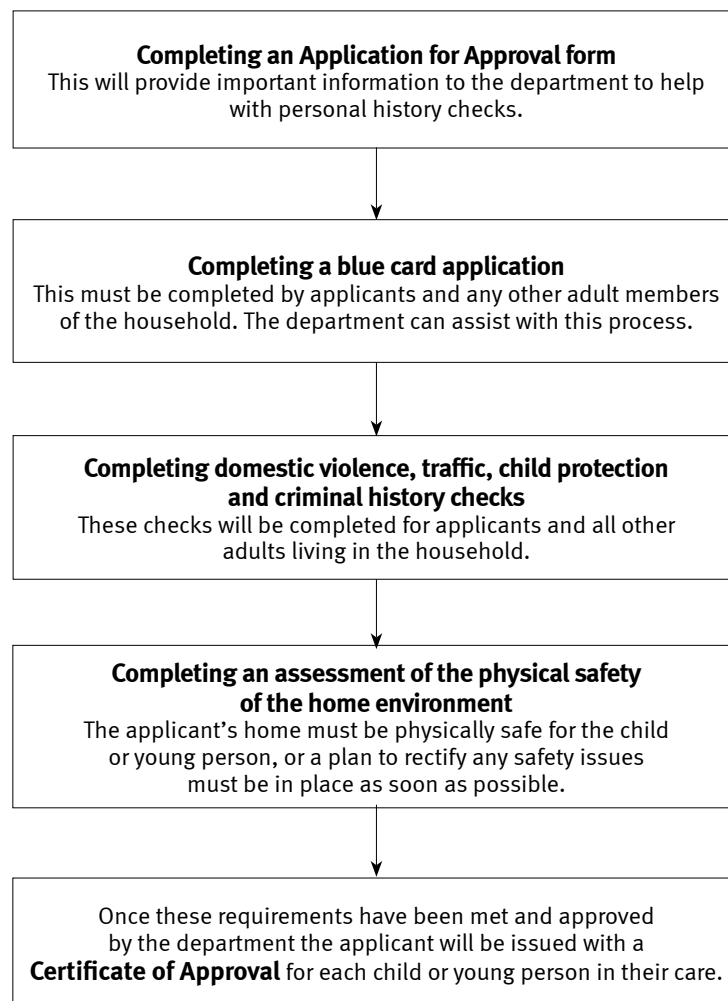 Completing an Application for Approval form
This will provide important information to the department to help
with personal history checks.
Completing a blue card application
This must be completed by applicants and any other adult members
of the household. The department can assist with this process.
Completing domestic violence, traffic, child protection
and criminal history checks
These checks will be completed for applicants and all other
adults living in the household.
Completing an assessment of the physical safety
of the home environment
The applicant’s home must be physically safe for the child
or young person, or a plan to rectify any safety issues
must be in place as soon as possible.
Once these requirements have been met and approved
by the department the applicant will be issued with a
Certificate of Approval for each child or young person in their care.